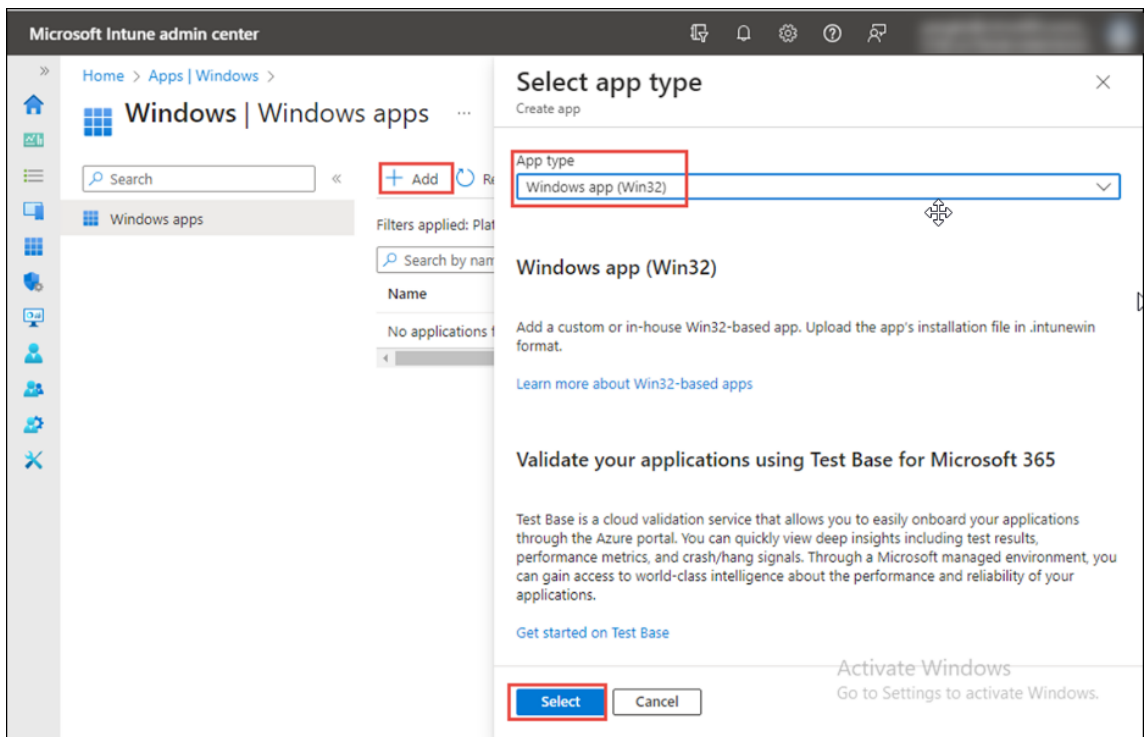 Microsoft Intune admin center
Home > Apps | Windows >
Windows | Windows apps ...
Search
Windows apps
+ Add
Filters applied: Plat
Search by nam
Name
No applications f
Select app type
Create app
App type
Windows app (Win32)
Windows app (Win32)
Add a custom or in-house Win32-based app. Upload the app's installation file in .intunewin
format.
Learn more about Win32-based apps
Validate your applications using Test Base for Microsoft 365
Test Base is a cloud validation service that allows you to easily onboard your applications
through the Azure portal. You can quickly view deep insights including test results,
performance metrics, and crash/hang signals. Through a Microsoft managed environment, you
can gain access to world-class intelligence about the performance and reliability of your
applications.
Get started on Test Base
Activate Windows
Go to Settings to activate Windows.
Select
Cancel